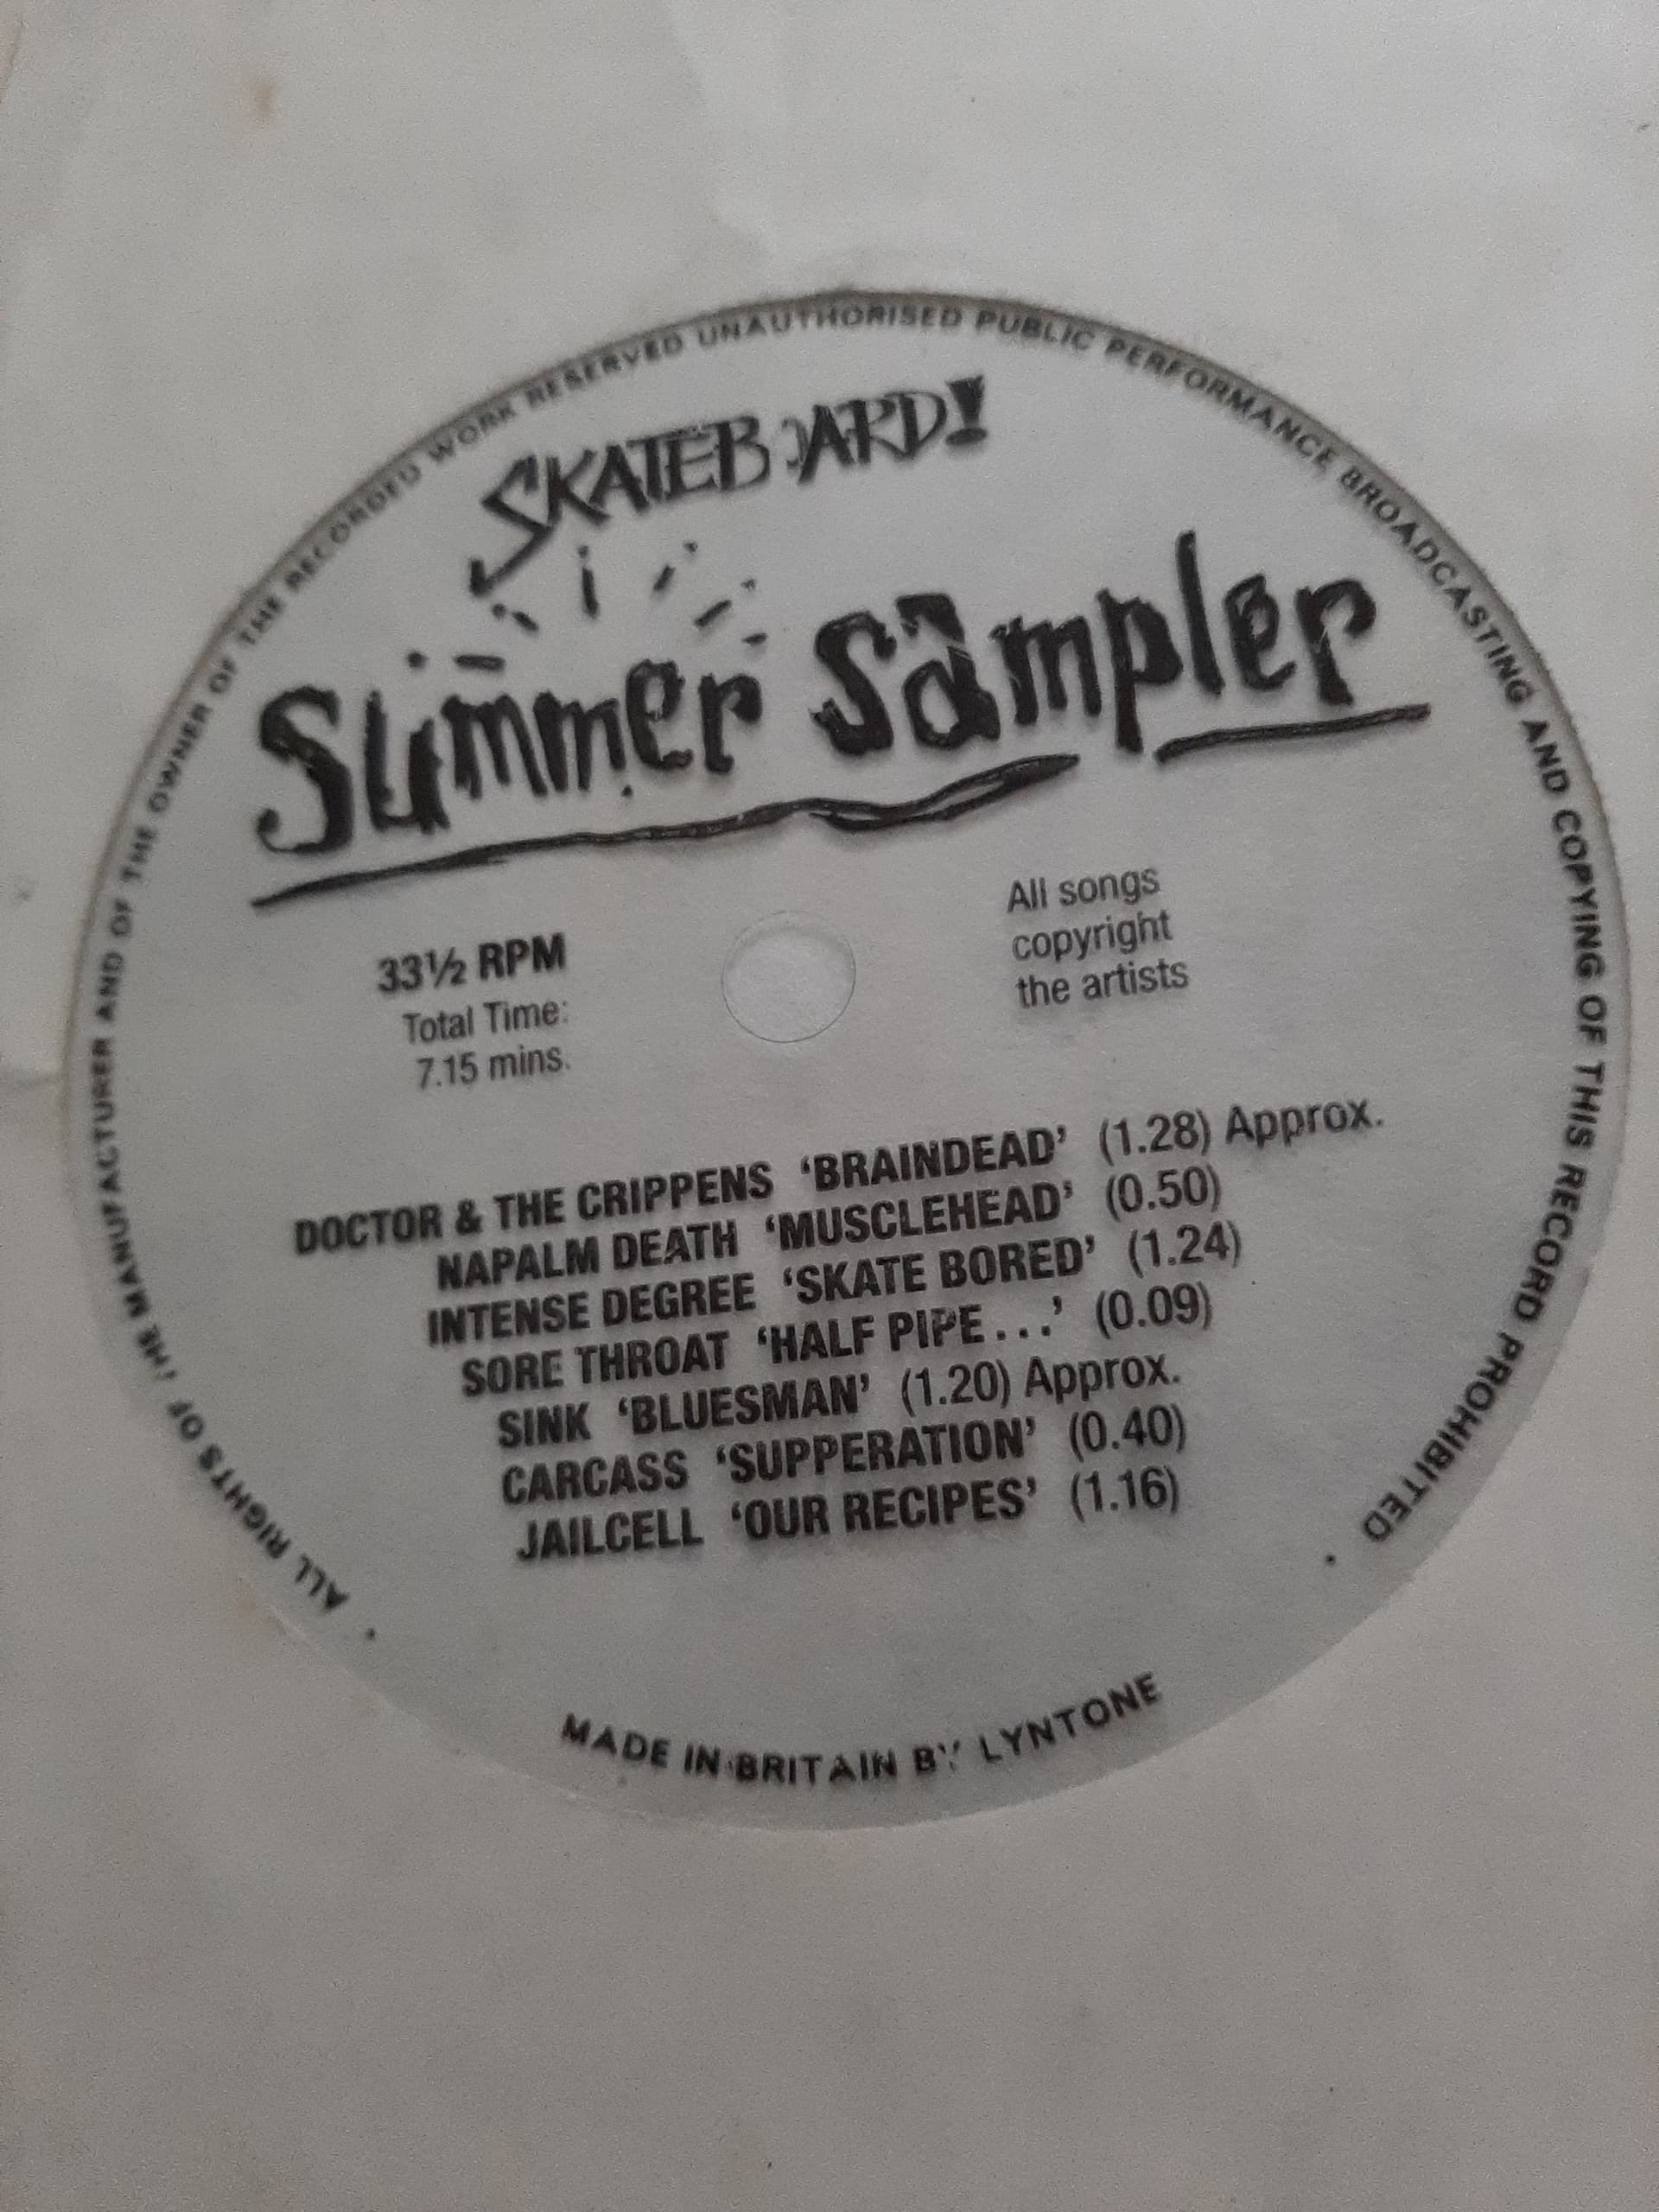 ALL RIGHTS OF THE MANUFACTURER AND OF THE OWNER OF THE RECORDED WORK RESERVED UNAUTHORISED PUBLIC PERFORMANCE BROADCASTING AND COPYING OF THIS RECORD PROHIBITED
SKATEBOARD!
Summer Sampler
33½ RPM
Total Time:
7.15 mins.
All songs
copyright
the artists
DOCTOR & THE CRIPPENS ‘BRAINDEAD’ (1.28) Approx.
NAPALM DEATH ‘MUSCLEHEAD’ (0.50)
INTENSE DEGREE ‘SKATE BORED’ (1.24)
SORE THROAT ‘HALF PIPE...’ (0.09)
SINK ‘BLUESMAN’ (1.20) Approx.
CARCASS ‘SUPPERATION’ (0.40)
JAILCELL ‘OUR RECIPES’ (1.16)
MADE IN BRITAIN BY LYNTONE